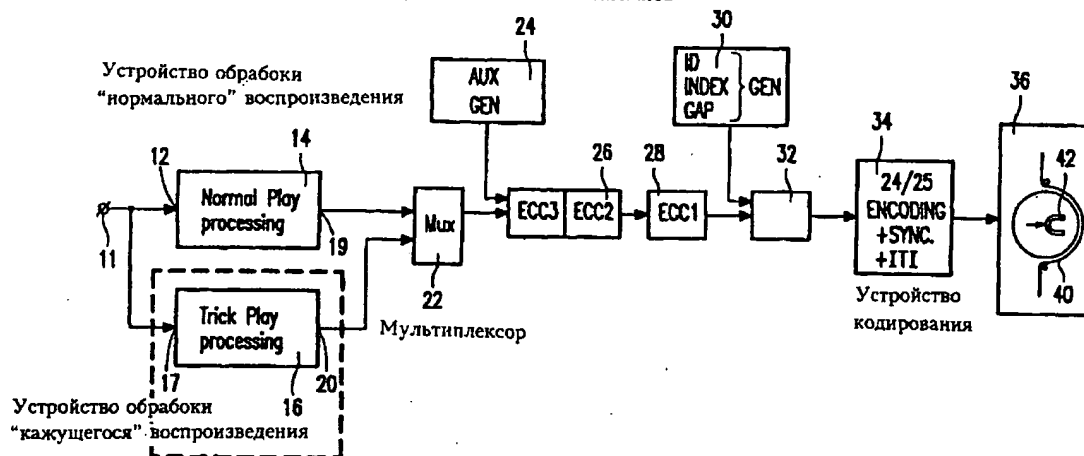 24
30
Устройство обрабоки
“нормального” воспроизведения
AUX
GEN
ID
INDEX
GAP
GEN
36
14
34
12
26
28
32
42
Normal Play
processing
Mux
ECC3
ECC2
ECC1
24/25
ENCODING
+SYNC.
+ITI
19
11
22
40
Мультиплексор
Устройство
кодирования
Trick Play
processing
17
20
16
Устройство обрабоки
“кажущегося” воспроизведения